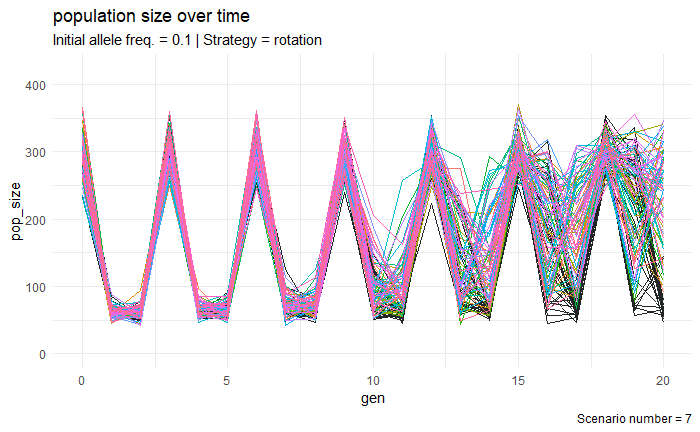 population size over time
Initial allele freq. = 0.1 | Strategy = rotation
400
300
200
100
0
pop_size
0 5 10 15 20
gen
Scenario number = 7